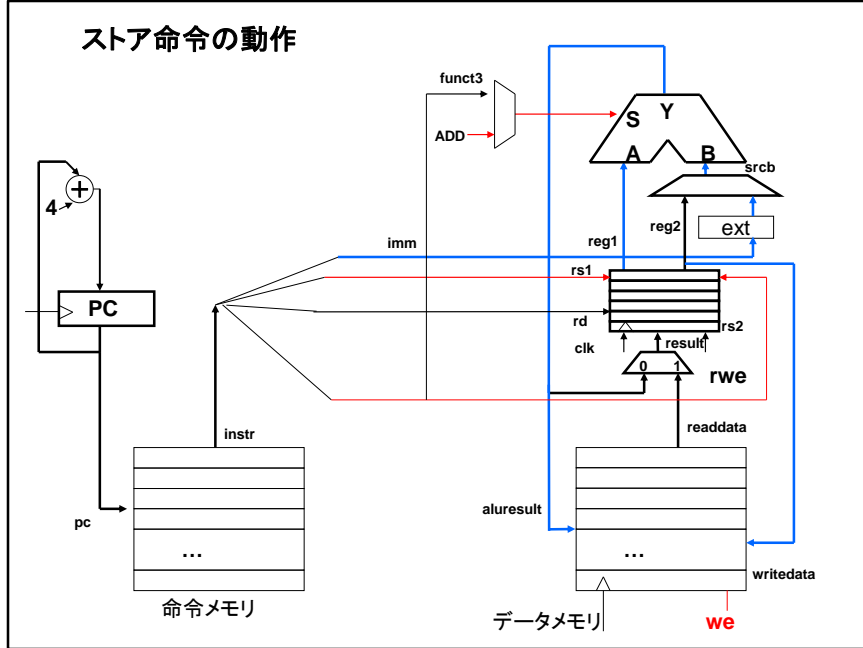 ストア命令の動作
funct3
S
Y
ADD
A
B
srcb
+
4
ext
reg1
reg2
imm
rs1
PC
rd
rs2
clk
result
0
1
rwe
instr
readdata
pc
aluresult
...
...
writedata
命令メモリ
データメモリ
we